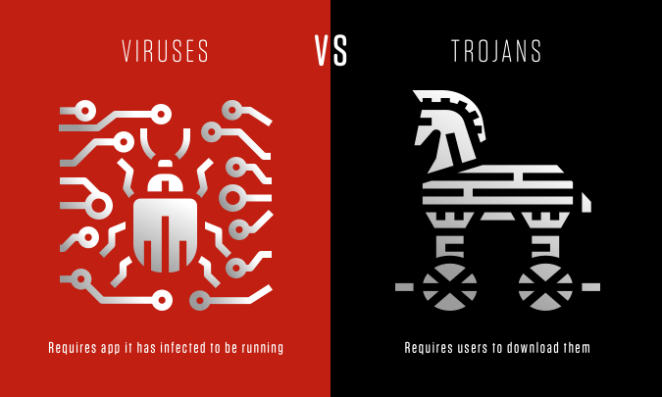 VIRUSES
VS
TROJANS
Requires app it has infected to be running
Requires users to download them